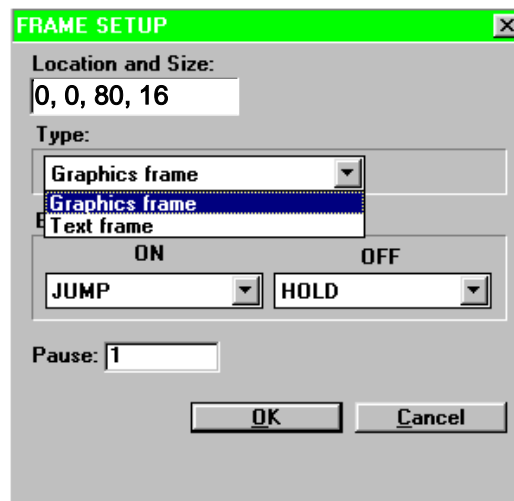 FRAME SETUP
Location and Size:
0, 0, 80, 16
Type:
Graphics frame
Graphics frame
Text frame
ON OFF
JUMP HOLD
Pause: 1
OK Cancel